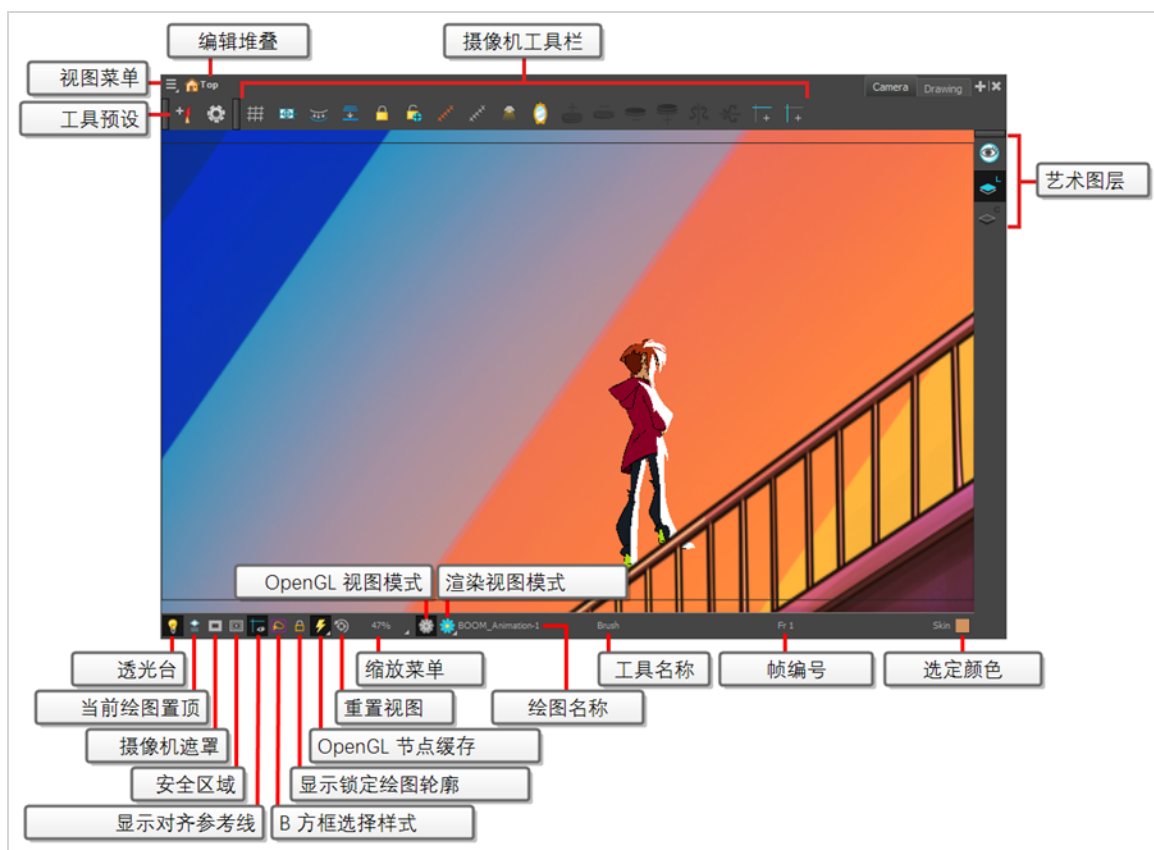 编辑堆叠
摄像机工具栏
视图菜单
Top
Camera
Drawing
工具预设
L
C
艺术图层
OpenGL 视图模式
渲染视图模式
47%
BOOM_Animation-1
Brush
Fr 1
Skin
透光台
缩放菜单
工具名称
帧编号
选定颜色
当前绘图置顶
重置视图
绘图名称
摄像机遮罩
OpenGL 节点缓存
安全区域
显示锁定绘图轮廓
显示对齐参考线
B 方框选择样式